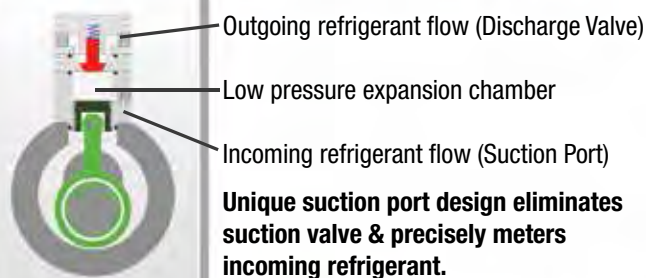 Outgoing refrigerant flow (Discharge Valve)
Low pressure expansion chamber
Incoming refrigerant flow (Suction Port)
Unique suction port design eliminates
suction valve & precisely meters
incoming refrigerant.